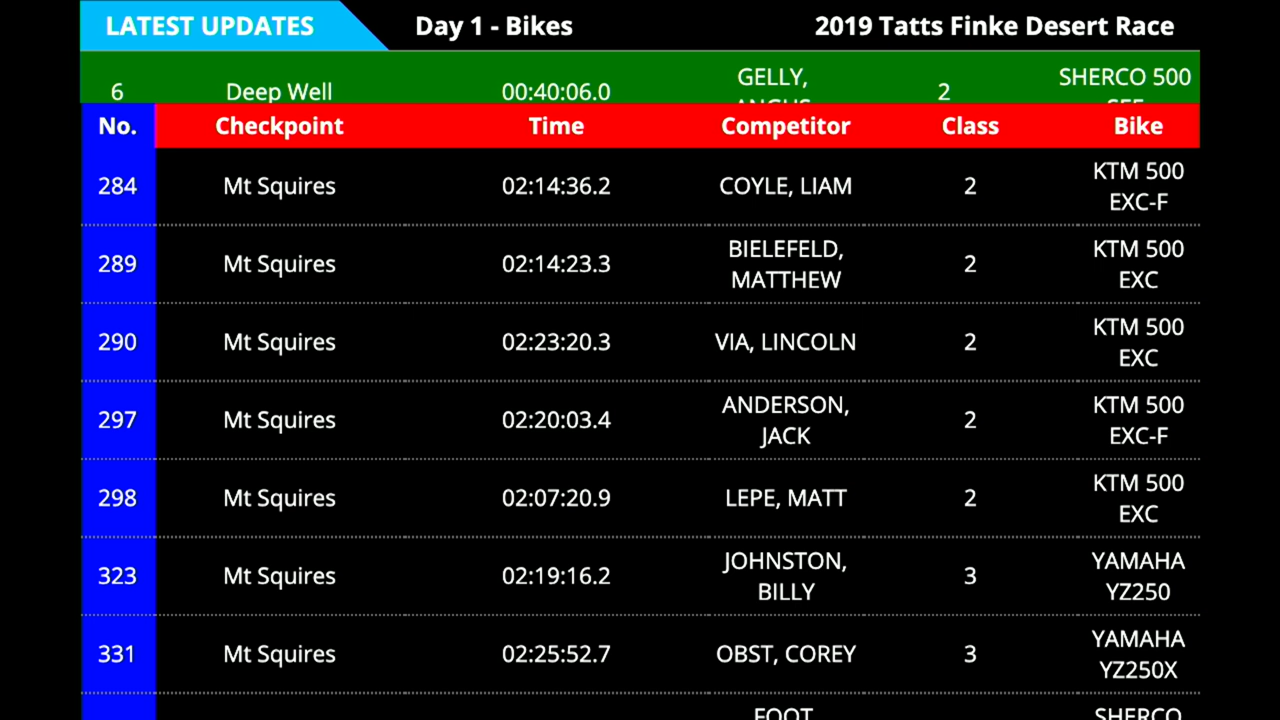 LATEST UPDATES Day 1 - Bikes 2019 Tatts Finke Desert Race
6 Deep Well 00:40:06.0 GELLY, 2 SHERCO 500
No. Checkpoint Time Competitor Class Bike
284 Mt Squires 02:14:36.2 COYLE, LIAM 2 KTM 500
EXC-F
289 Mt Squires 02:14:23.3 BIELEFELD, MATTHEW 2 KTM 500
EXC
290 Mt Squires 02:23:20.3 VIA, LINCOLN 2 KTM 500
EXC
297 Mt Squires 02:20:03.4 ANDERSON, JACK 2 KTM 500
EXC-F
298 Mt Squires 02:07:20.9 LEPE, MATT 2 KTM 500
EXC
323 Mt Squires 02:19:16.2 JOHNSTON, BILLY 3 YAMAHA
YZ250
331 Mt Squires 02:25:52.7 OBST, COREY 3 YAMAHA
YZ250X
FOOT SHERCO